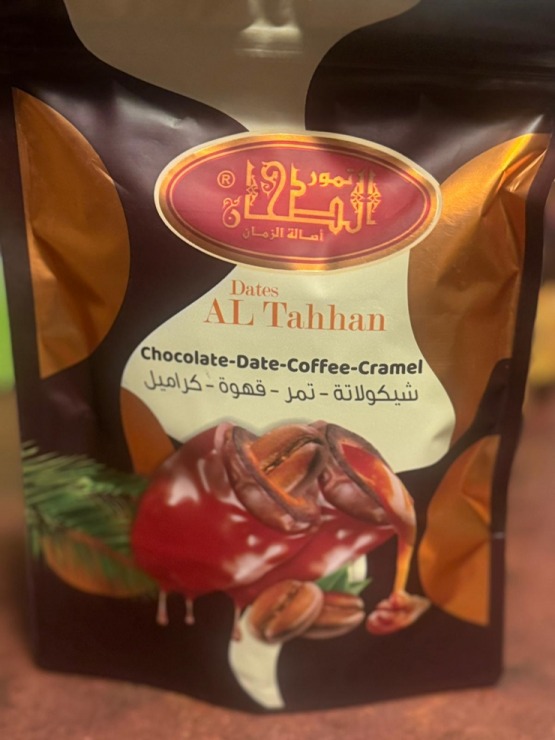 تمور
الطحان
®
أصالة الزمان
Dates
AL Tahhan
Chocolate-Date-Coffee-Cramel
شيكولاتة - تمر - قهوة - كراميل